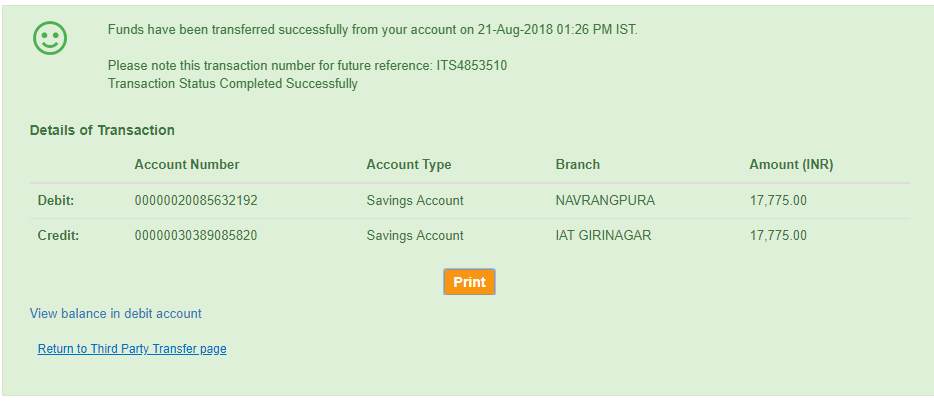 Funds have been transferred successfully from your account on 21-Aug-2018 01:26 PM IST.
Please note this transaction number for future reference: ITS4853510
Transaction Status Completed Successfully
Details of Transaction
Account Number Account Type Branch Amount (INR)
Debit: 00000020085632192 Savings Account NAVRANGPURA 17,775.00
Credit: 00000030389085820 Savings Account IAT GIRINAGAR 17,775.00
Print
View balance in debit account
Return to Third Party Transfer page